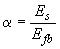 α = E_s / E_fb